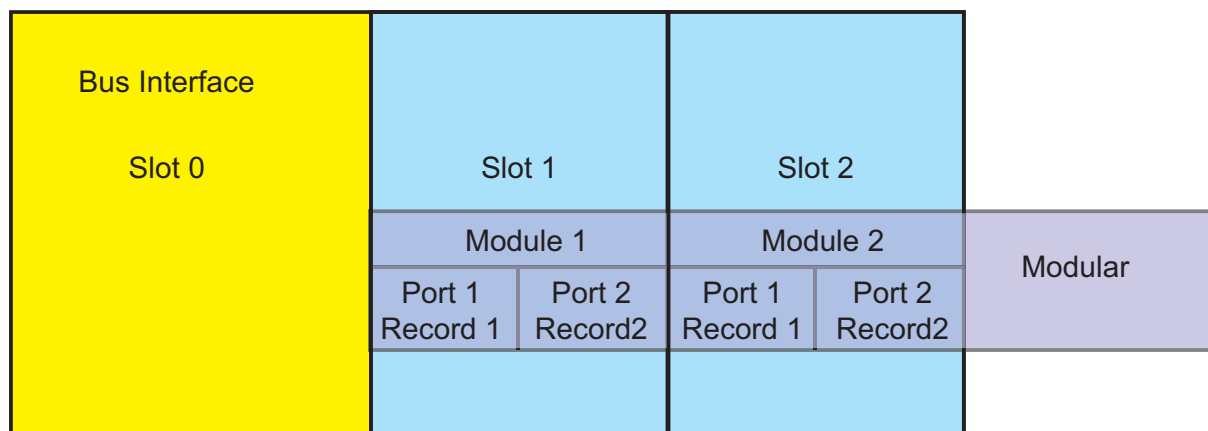 Bus Interface
Slot 0
Slot 1
Slot 2
Module 1
Module 2
Modular
Port 1
Record 1
Port 2
Record2
Port 1
Record 1
Port 2
Record2